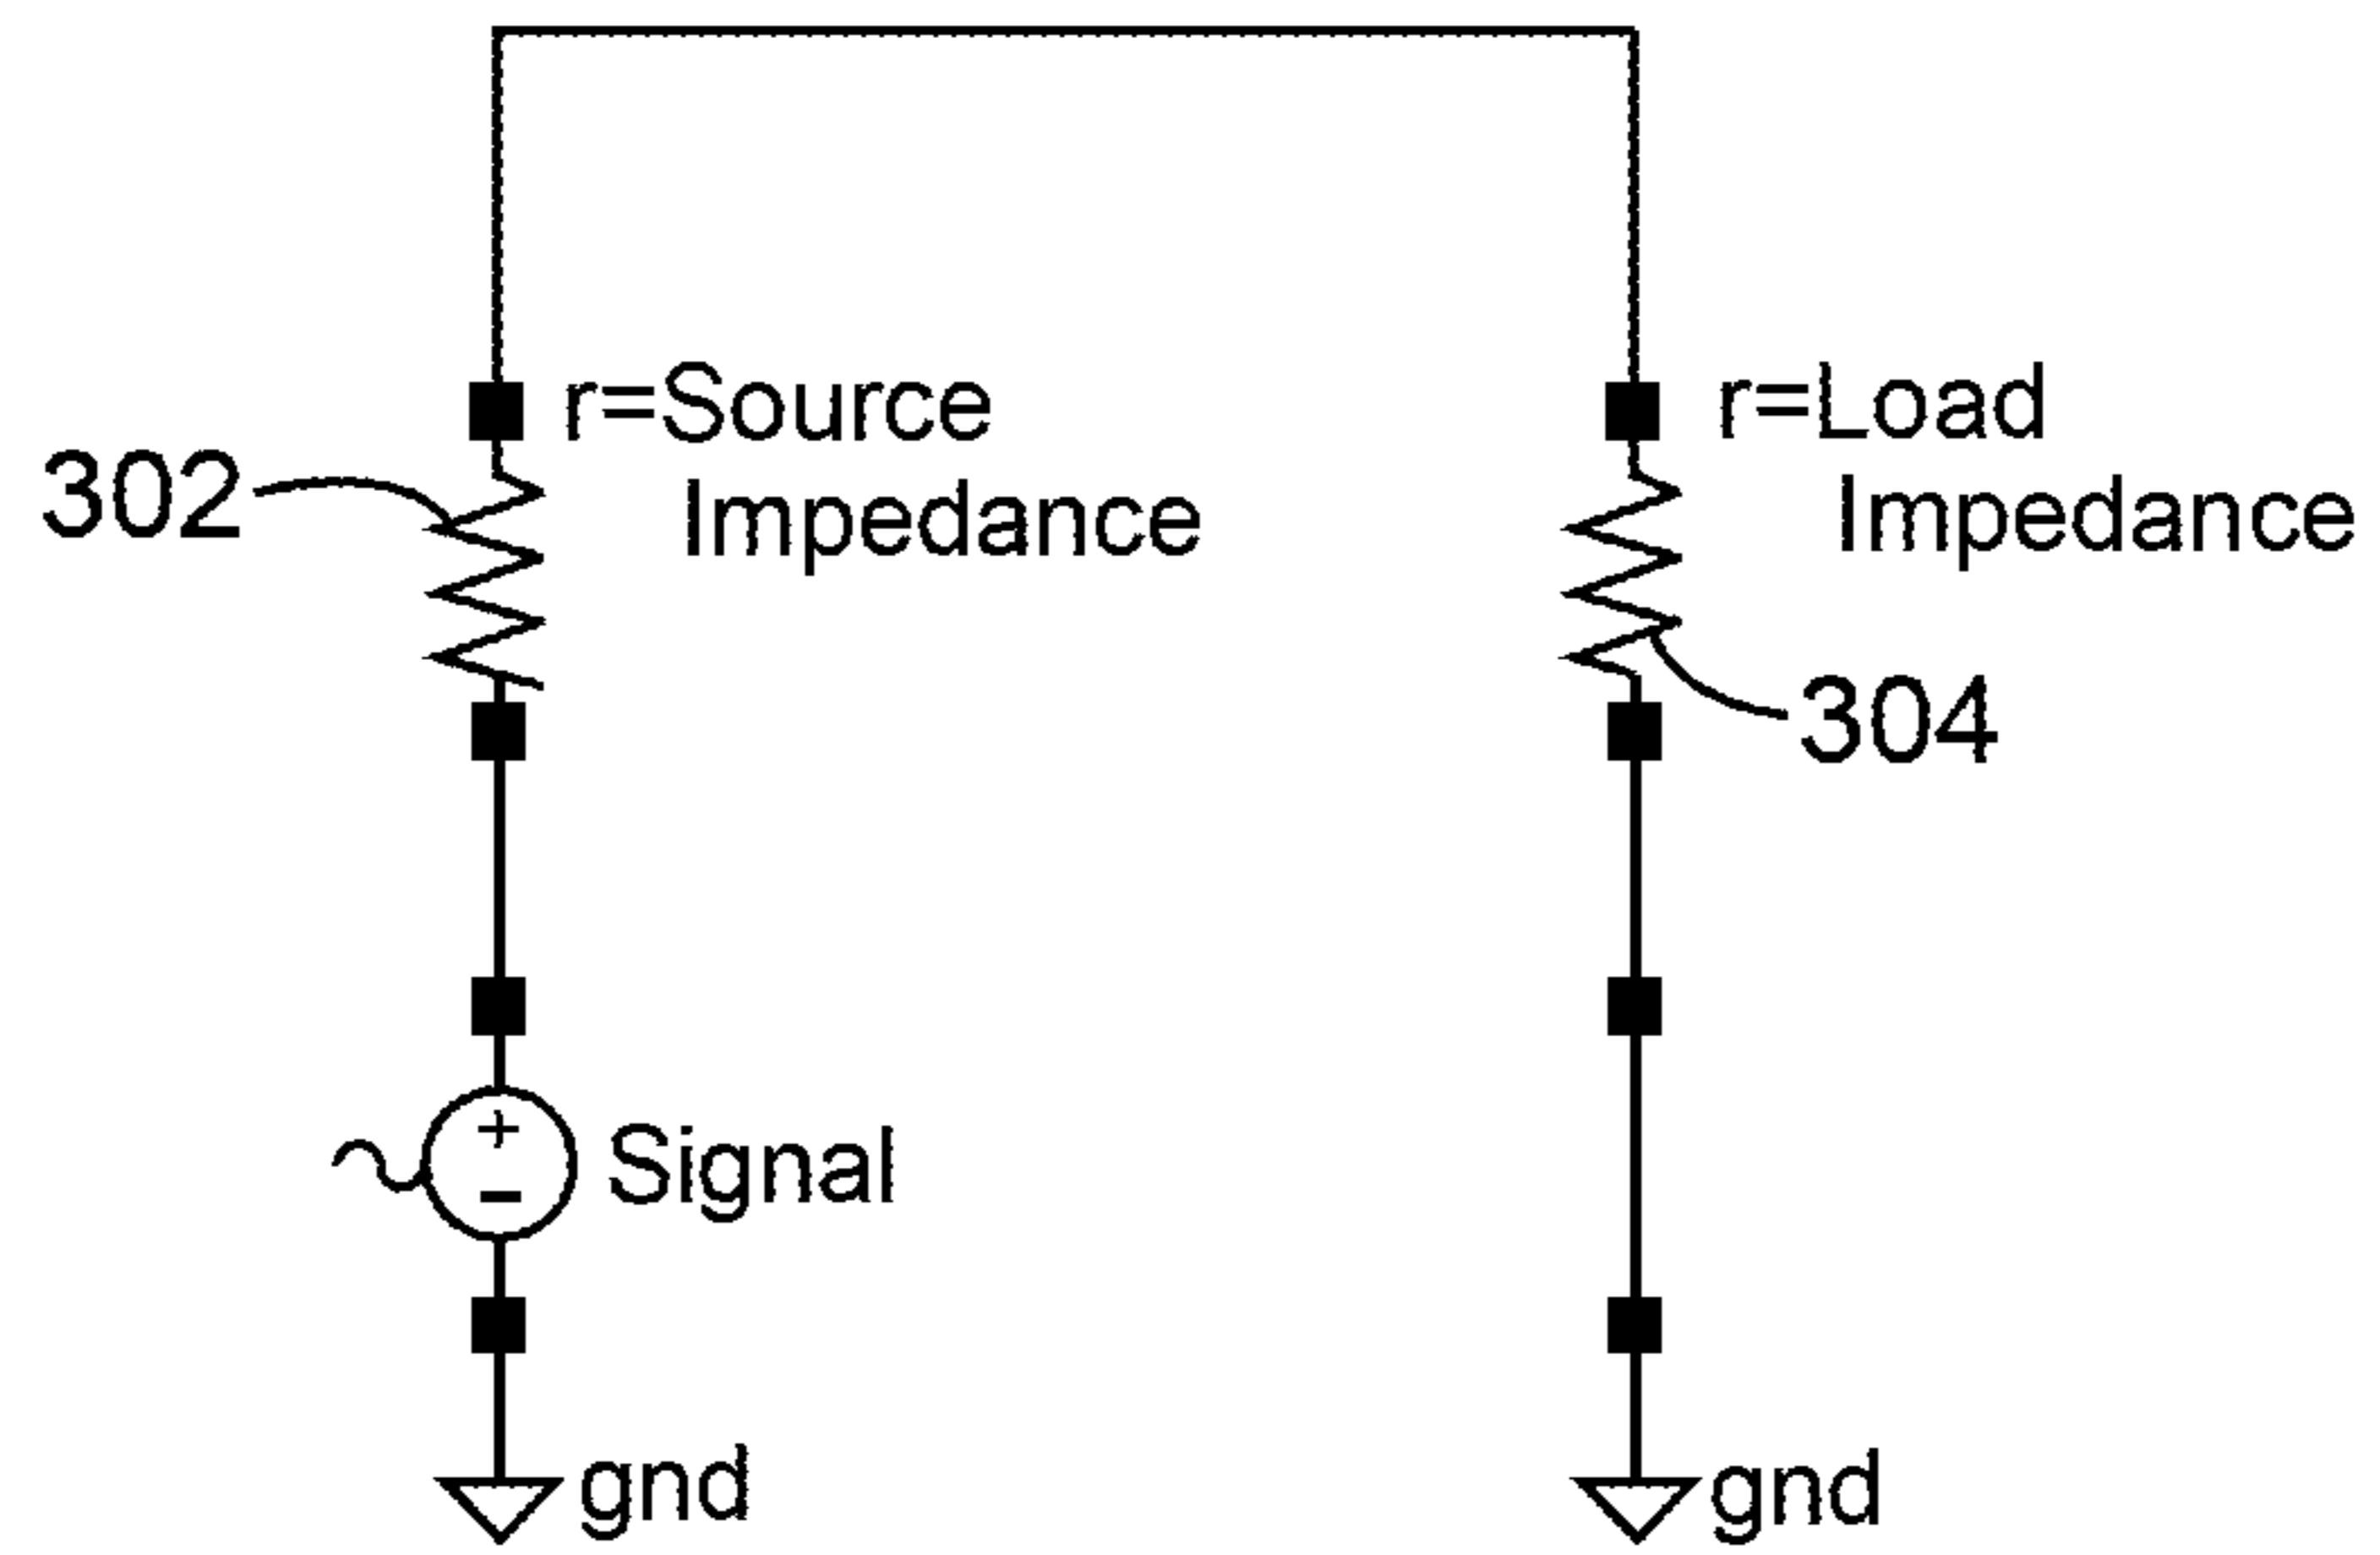 r=Source
Impedance
302
r=Load
Impedance
304
+
-
Signal
gnd
gnd